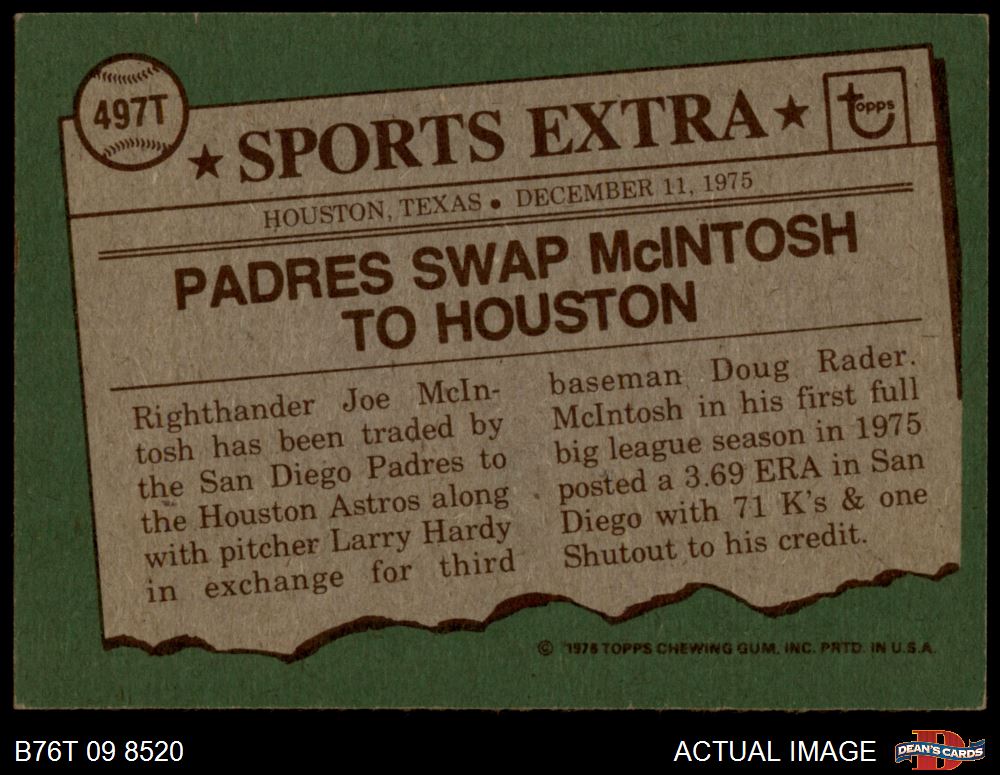 497T
★ SPORTS EXTRA ★
topps
HOUSTON, TEXAS • DECEMBER 11, 1975
PADRES SWAP McINTOSH
TO HOUSTON
Righthander Joe McIn-
tosh has been traded by
the San Diego Padres to
the Houston Astros along
with pitcher Larry Hardy
in exchange for third
baseman Doug Rader.
McIntosh in his first full
big league season in 1975
posted a 3.69 ERA in San
Diego with 71 K's & one
Shutout to his credit.
© 1976 TOPPS CHEWING GUM, INC. PRTD. IN U.S.A.
B76T 09 8520
ACTUAL IMAGE
D
DEAN'S CARDS